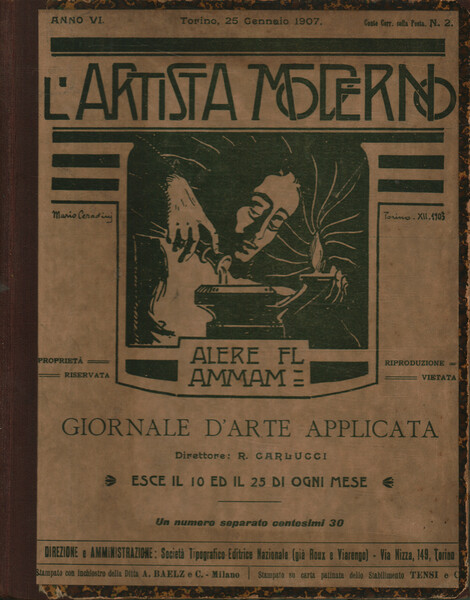 ANNO VI. Torino, 25 Gennaio 1907. Conto Corr. colla Posta. N. 2.
L'ARTISTA MODERNO
Mario Ceradini Torino. XII. 1905
ALERE FL
AMMAM
PROPRIETÀ RIPRODUZIONE
RISERVATA VIETATA
GIORNALE D'ARTE APPLICATA
Direttore: R. CARLUCCI
ESCE IL 10 ED IL 25 DI OGNI MESE
Un numero separato centesimi 30
DIREZIONE e AMMINISTRAZIONE: Società Tipografico-Editrice Nazionale (già Roux e Viarengo) - Via Nizza, 149, Torino
Stampato con inchiostro della Ditta A. BAELZ e C. - Milano | Stampato su carta patinata dello Stabilimento TENSI e C